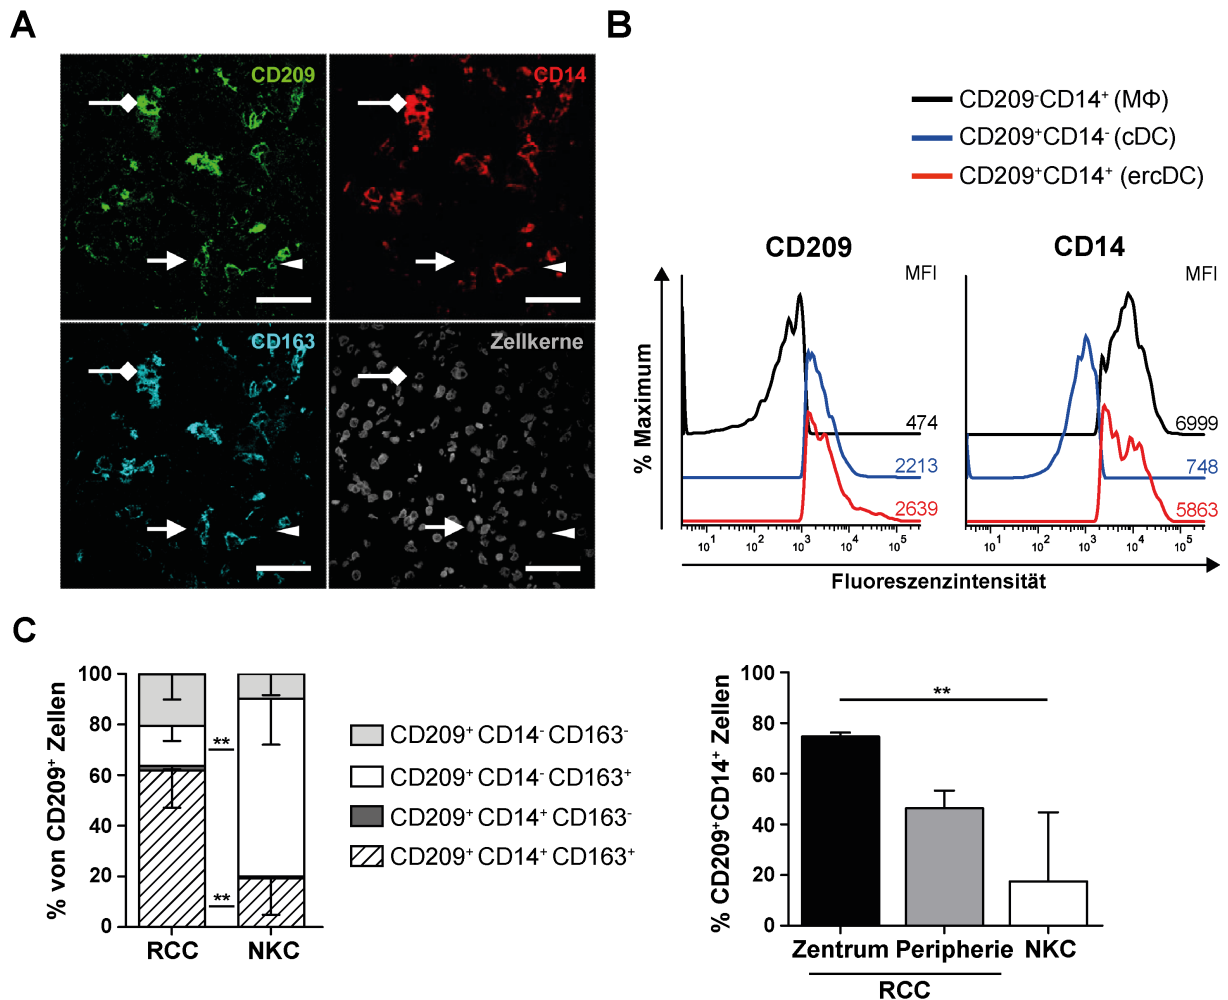 A
CD209
CD14
CD163
Zellkerne
B
CD209⁻CD14⁺ (MΦ)
CD209⁺CD14⁻ (cDC)
CD209⁺CD14⁺ (ercDC)
CD209
CD14
MFI
MFI
% Maximum
474
2213
2639
6999
748
5863
10¹ 10² 10³ 10⁴ 10⁵
10¹ 10² 10³ 10⁴ 10⁵
Fluoreszenzintensität
C
% von CD209⁺ Zellen
100
80
60
40
20
0
**
**
RCC NKC
CD209⁺ CD14⁻ CD163⁻
CD209⁺ CD14⁻ CD163⁺
CD209⁺ CD14⁺ CD163⁻
CD209⁺ CD14⁺ CD163⁺
% CD209⁺CD14⁺ Zellen
100
80
60
40
20
0
**
Zentrum Peripherie NKC
RCC